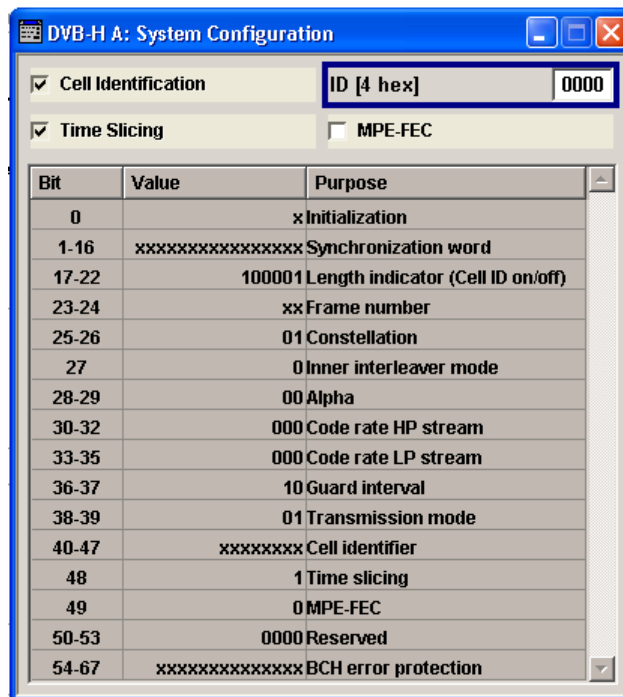 DVB-H A: System Configuration
Cell Identification ID [4 hex] 0000
Time Slicing MPE-FEC
Bit Value Purpose
0 x Initialization
1-16 xxxxxxxxxxxxxxxx Synchronization word
17-22 100001 Length indicator (Cell ID on/off)
23-24 xx Frame number
25-26 01 Constellation
27 0 Inner interleaver mode
28-29 00 Alpha
30-32 000 Code rate HP stream
33-35 000 Code rate LP stream
36-37 10 Guard interval
38-39 01 Transmission mode
40-47 xxxxxxxx Cell identifier
48 1 Time slicing
49 0 MPE-FEC
50-53 0000 Reserved
54-67 xxxxxxxxxxxxxx BCH error protection